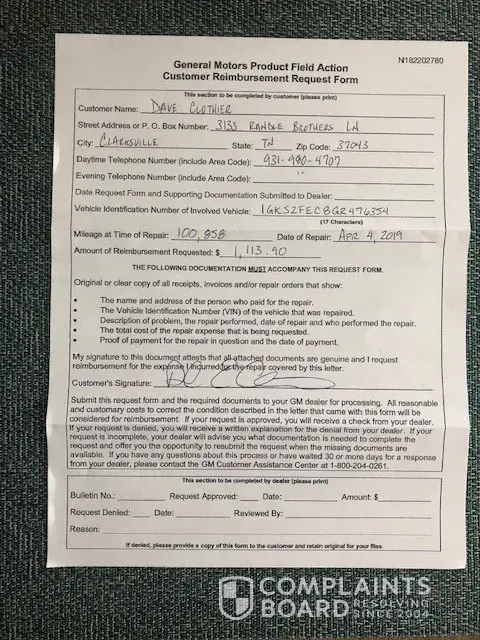 N182202780
General Motors Product Field Action
Customer Reimbursement Request Form
This section to be completed by customer (please print)
Customer Name: DAVE CLOTHIER
Street Address or P. O. Box Number: 3133 RANDLE BROTHERS LN
City: CLARKSVILLE State: TN Zip Code: 37043
Daytime Telephone Number (include Area Code): 931-980-4707
Evening Telephone Number (include Area Code): "
Date Request Form and Supporting Documentation Submitted to Dealer:
Vehicle Identification Number of Involved Vehicle: 1GKS2FEC8GR476354
(17 Characters)
Mileage at Time of Repair: 100,858 Date of Repair: APR 4, 2019
Amount of Reimbursement Requested: $ 1,113.90
THE FOLLOWING DOCUMENTATION MUST ACCOMPANY THIS REQUEST FORM.
Original or clear copy of all receipts, invoices and/or repair orders that show:
• The name and address of the person who paid for the repair.
• The Vehicle Identification Number (VIN) of the vehicle that was repaired.
• Description of problem, the repair performed, date of repair and who performed the repair.
• The total cost of the repair expense that is being requested.
• Proof of payment for the repair in question and the date of payment.
My signature to this document attests that all attached documents are genuine and I request
reimbursement for the expense I incurred for the repair covered by this letter.
Customer's Signature:
Submit this request form and the required documents to your GM dealer for processing. All reasonable
and customary costs to correct the condition described in the letter that came with this form will be
considered for reimbursement. If your request is approved, you will receive a check from your dealer.
If your request is denied, you will receive a written explanation for the denial from your dealer. If your
request is incomplete, your dealer will advise you what documentation is needed to complete the
request and offer you the opportunity to resubmit the request when the missing documents are
available. If you have any questions about this process or have waited 30 or more days for a response
from your dealer, please contact the GM Customer Assistance Center at 1-800-204-0261.
This section to be completed by dealer (please print)
Bulletin No.: Request Approved: Date: Amount: $
Request Denied: Date: Reviewed By:
Reason:
If denied, please provide a copy of this form to the customer and retain original for your files
COMPLAINTS
BOARD RESOLVING
SINCE 2004